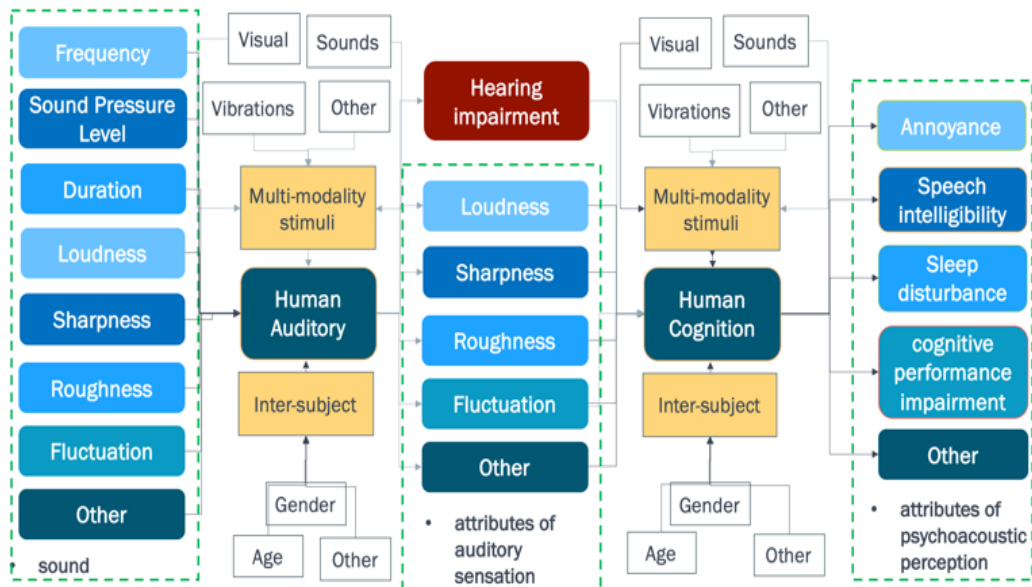 Frequency
Sound Pressure
Level
Duration
Loudness
Sharpness
Roughness
Fluctuation
Other
• sound
Visual
Sounds
Vibrations
Other
Multi-modality
stimuli
Human
Auditory
Inter-subject
Gender
Age
Other
Hearing
impairment
Loudness
Sharpness
Roughness
Fluctuation
Other
• attributes of
auditory
sensation
Visual
Sounds
Vibrations
Other
Multi-modality
stimuli
Human
Cognition
Inter-subject
Gender
Age
Other
Annoyance
Speech
intelligibility
Sleep
disturbance
cognitive
performance
impairment
Other
• attributes of
psychoacoustic
perception